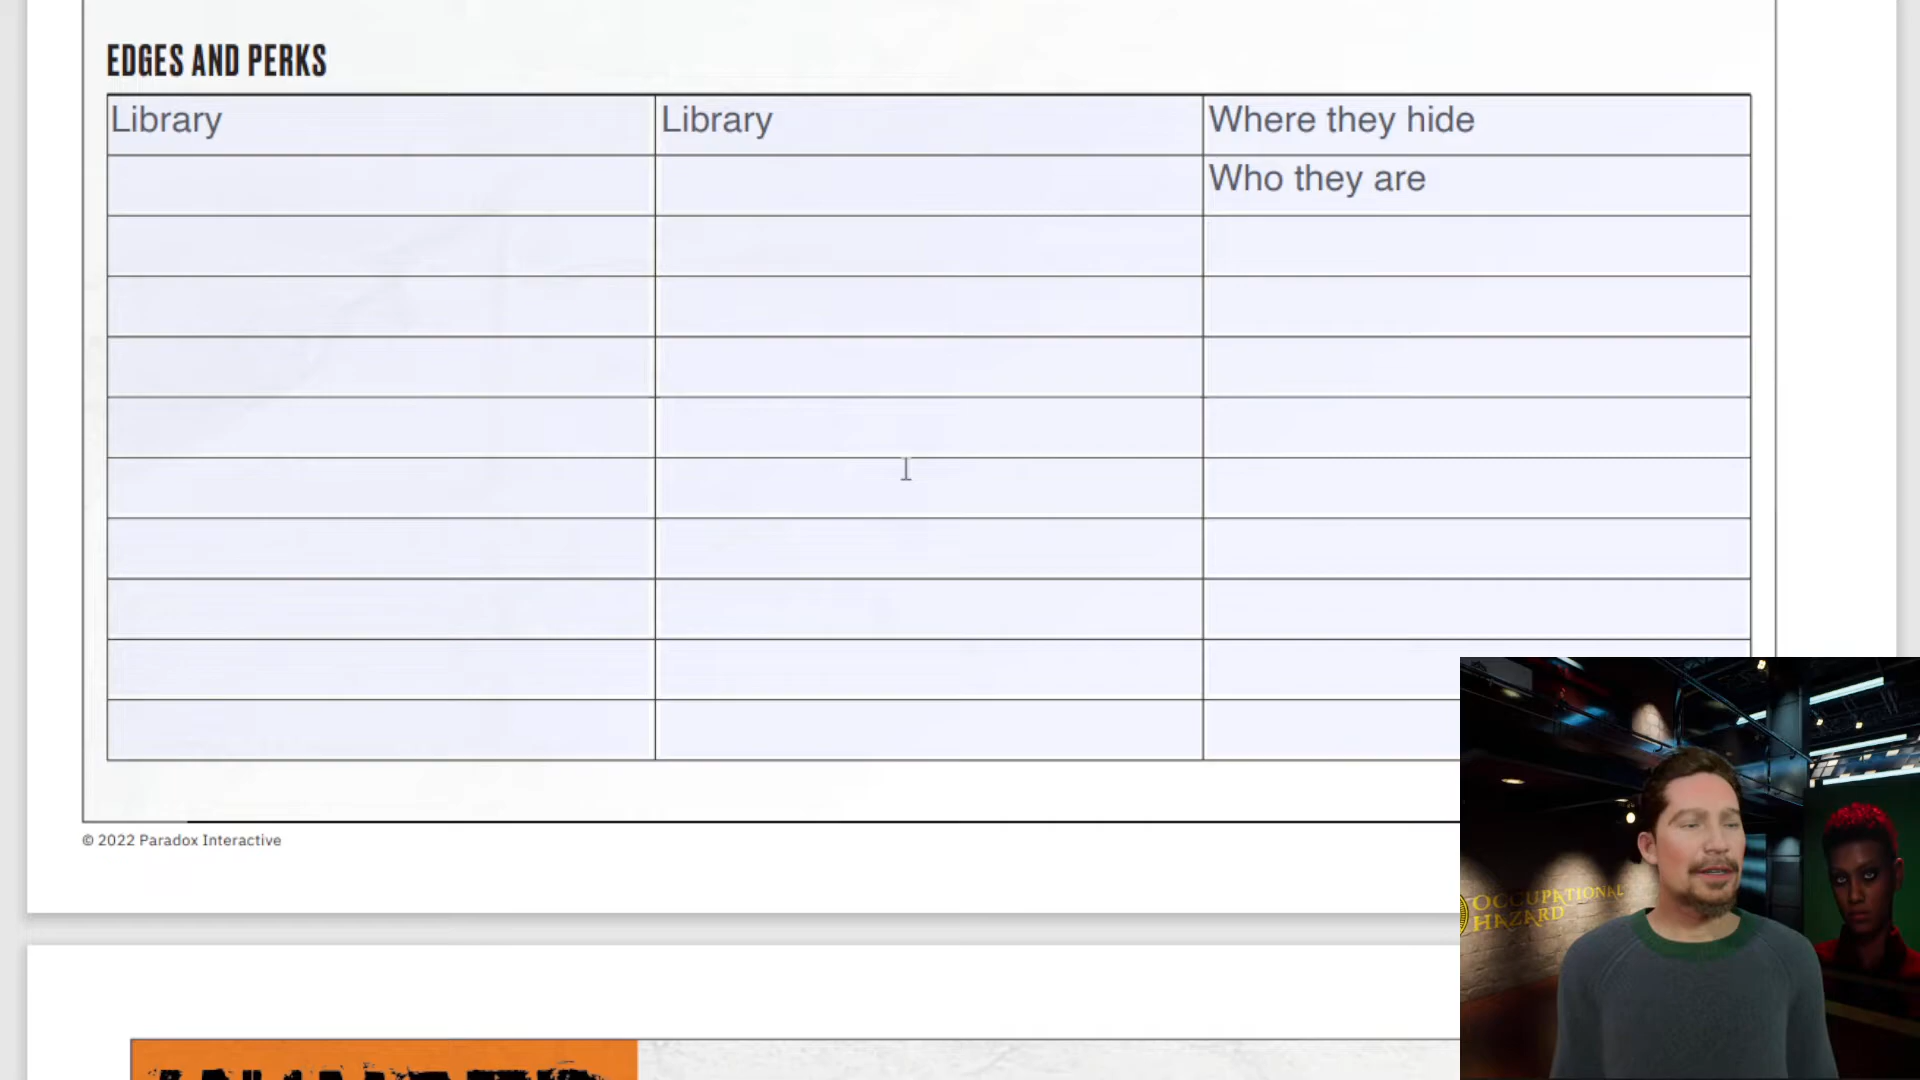 EDGES AND PERKS
Library Library Where they hide
Who they are
© 2022 Paradox Interactive
OCCUPATIONAL
HAZARD